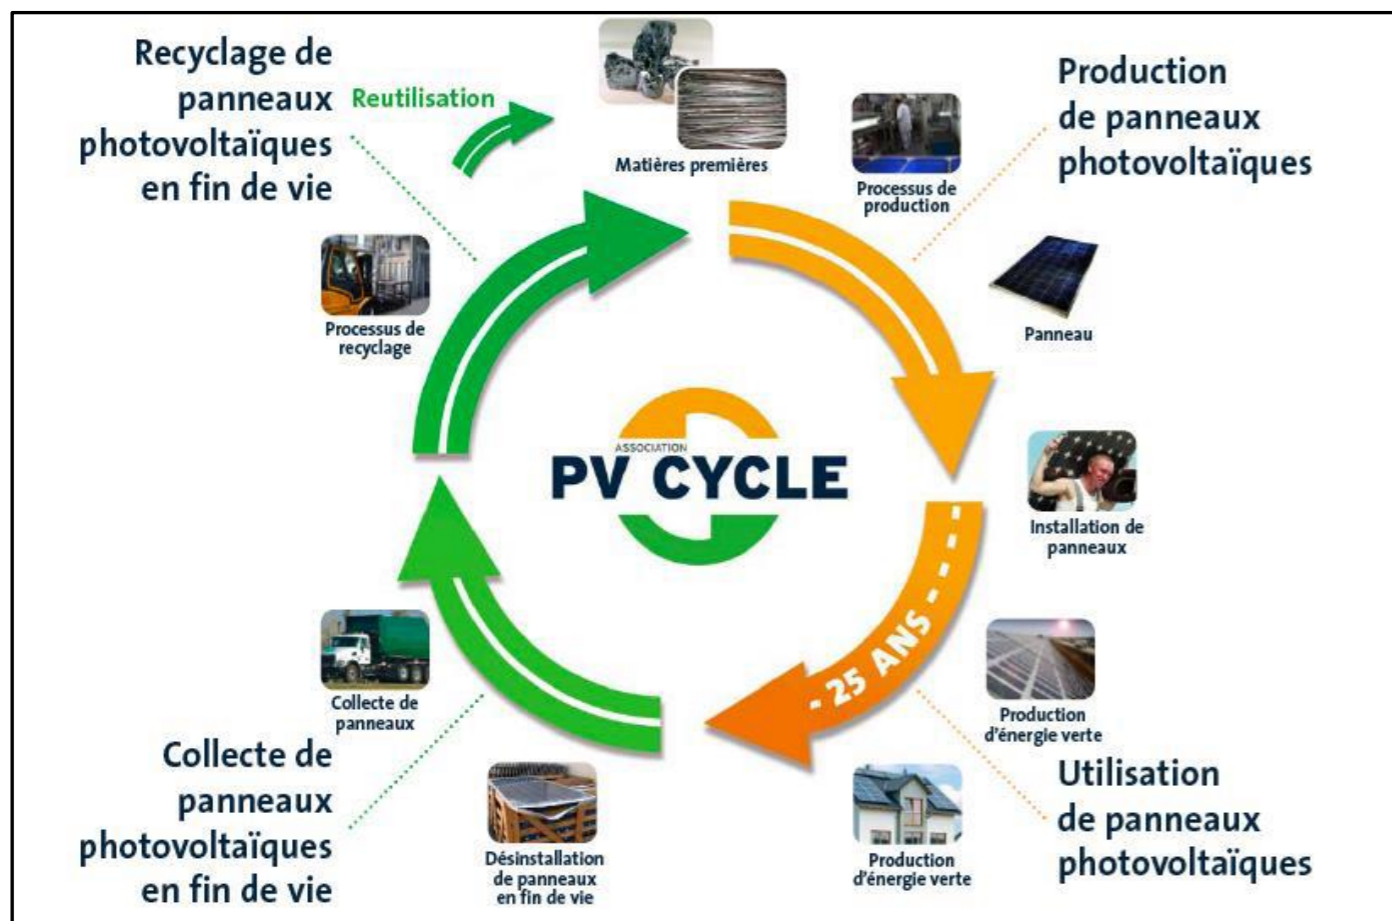 Recyclage de
panneaux
photovoltaïques
en fin de vie
Reutilisation
Matières premières
Processus de
production
Production
de panneaux
photovoltaïques
Panneau
Processus de
recyclage
ASSOCIATION
PV CYCLE
Installation de
panneaux
- 25 ANS - - - -
Production
d'énergie verte
Utilisation
de panneaux
photovoltaïques
Production
d'énergie verte
Désinstallation
de panneaux
en fin de vie
Collecte de
panneaux
Collecte de
panneaux
photovoltaïques
en fin de vie